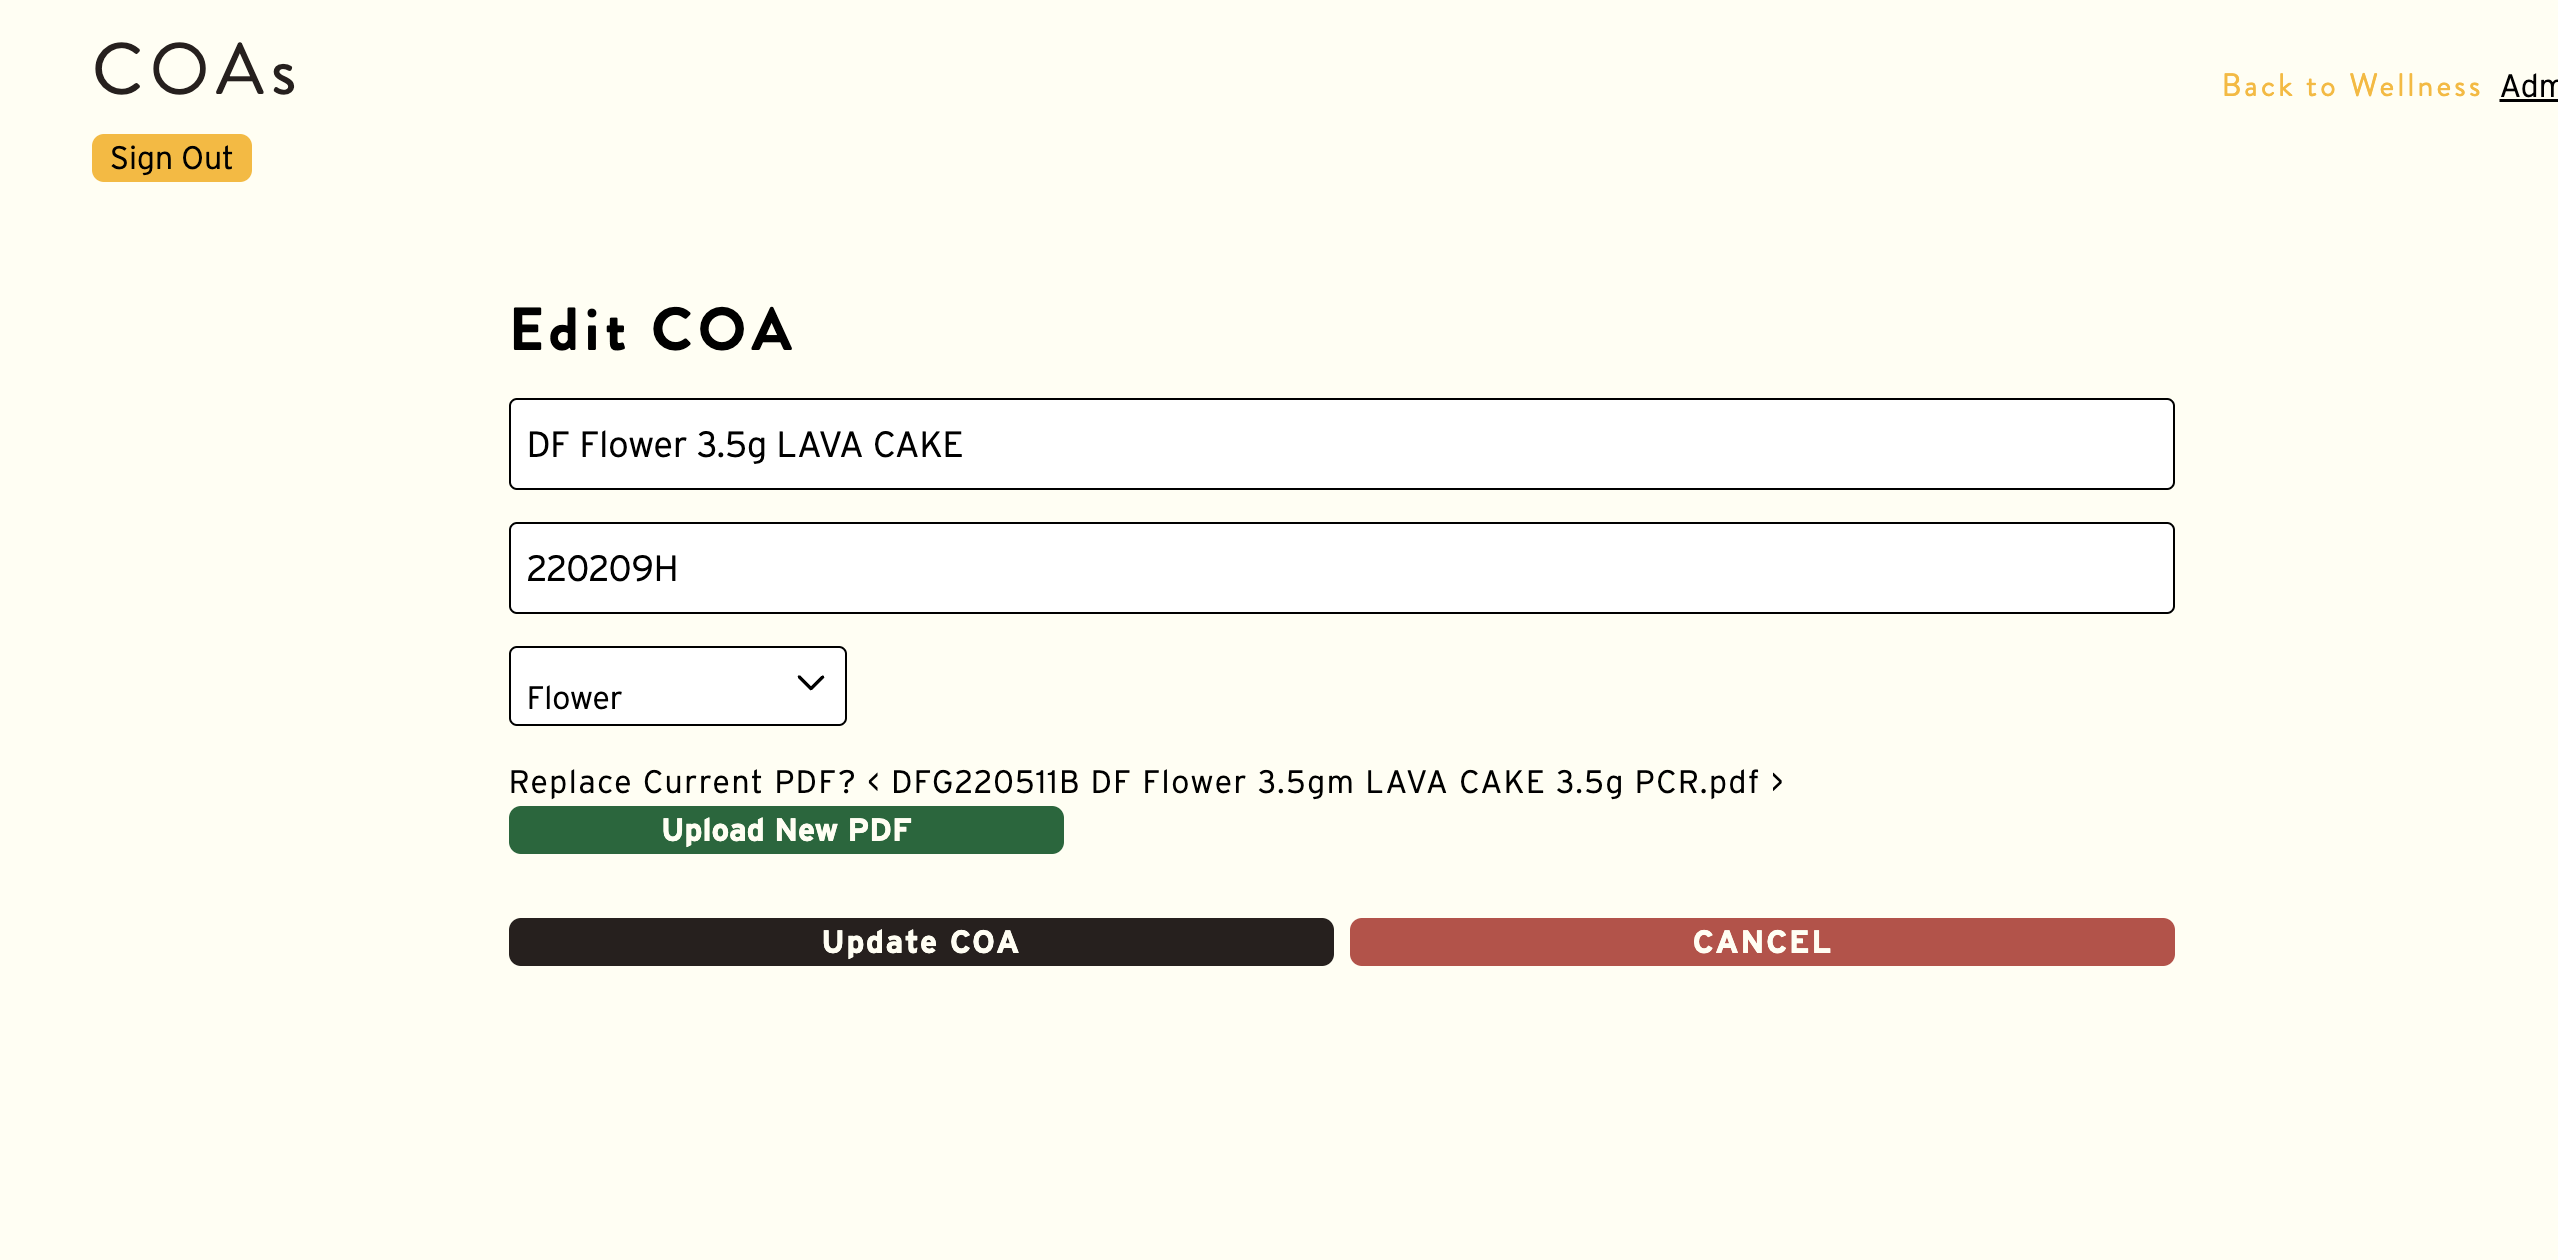 COAs
Back to Wellness Adm
Sign Out
Edit COA
DF Flower 3.5g LAVA CAKE
220209H
Flower
Replace Current PDF? < DFG220511B DF Flower 3.5gm LAVA CAKE 3.5g PCR.pdf >
Upload New PDF
Update COA CANCEL